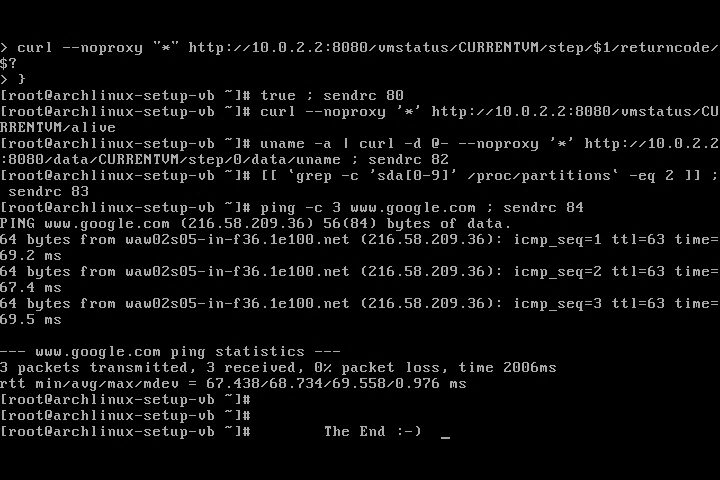 > curl --noproxy "*" http://10.0.2.2:8080/vmstatus/CURRENTVM/step/$1/returncode/
$?
> }
[root@archlinux-setup-vb ~]# true ; sendrc 80
[root@archlinux-setup-vb ~]# curl --noproxy '*' http://10.0.2.2:8080/vmstatus/CU
RRENTVM/alive
[root@archlinux-setup-vb ~]# uname -a | curl -d @- --noproxy '*' http://10.0.2.2
:8080/data/CURRENTVM/step/0/data/uname ; sendrc 82
[root@archlinux-setup-vb ~]# [[ `grep -c 'sda[0-9]' /proc/partitions` -eq 2 ]] ;
 sendrc 83
[root@archlinux-setup-vb ~]# ping -c 3 www.google.com ; sendrc 84
PING www.google.com (216.58.209.36) 56(84) bytes of data.
64 bytes from waw02s05-in-f36.1e100.net (216.58.209.36): icmp_seq=1 ttl=63 time=
69.2 ms
64 bytes from waw02s05-in-f36.1e100.net (216.58.209.36): icmp_seq=2 ttl=63 time=
67.4 ms
64 bytes from waw02s05-in-f36.1e100.net (216.58.209.36): icmp_seq=3 ttl=63 time=
69.5 ms
--- www.google.com ping statistics ---
3 packets transmitted, 3 received, 0% packet loss, time 2006ms
rtt min/avg/max/mdev = 67.438/68.734/69.558/0.976 ms
[root@archlinux-setup-vb ~]#
[root@archlinux-setup-vb ~]#
[root@archlinux-setup-vb ~]#         The End :-)  _